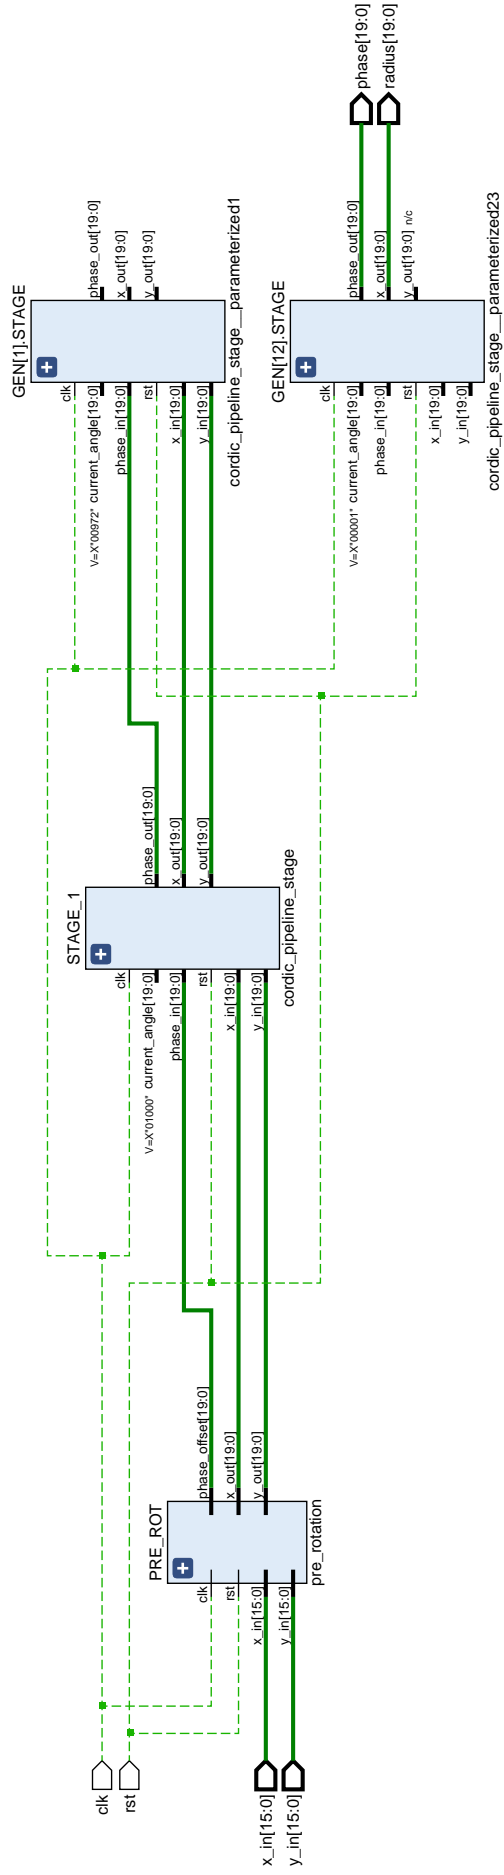 clk
rst
x_in[15:0]
y_in[15:0]
PRE_ROT
clk
rst
x_in[15:0]
y_in[15:0]
phase_offset[19:0]
x_out[19:0]
y_out[19:0]
pre_rotation
STAGE_1
clk
V=X"01000" current_angle[19:0]
phase_in[19:0]
rst
x_in[19:0]
y_in[19:0]
phase_out[19:0]
x_out[19:0]
y_out[19:0]
cordic_pipeline_stage
GEN[1].STAGE
clk
V=X"00972" current_angle[19:0]
phase_in[19:0]
rst
x_in[19:0]
y_in[19:0]
phase_out[19:0]
x_out[19:0]
y_out[19:0]
cordic_pipeline_stage__parameterized1
GEN[12].STAGE
clk
V=X"00001" current_angle[19:0]
phase_in[19:0]
rst
x_in[19:0]
y_in[19:0]
phase_out[19:0]
x_out[19:0]
y_out[19:0] n/c
cordic_pipeline_stage__parameterized23
phase[19:0]
radius[19:0]